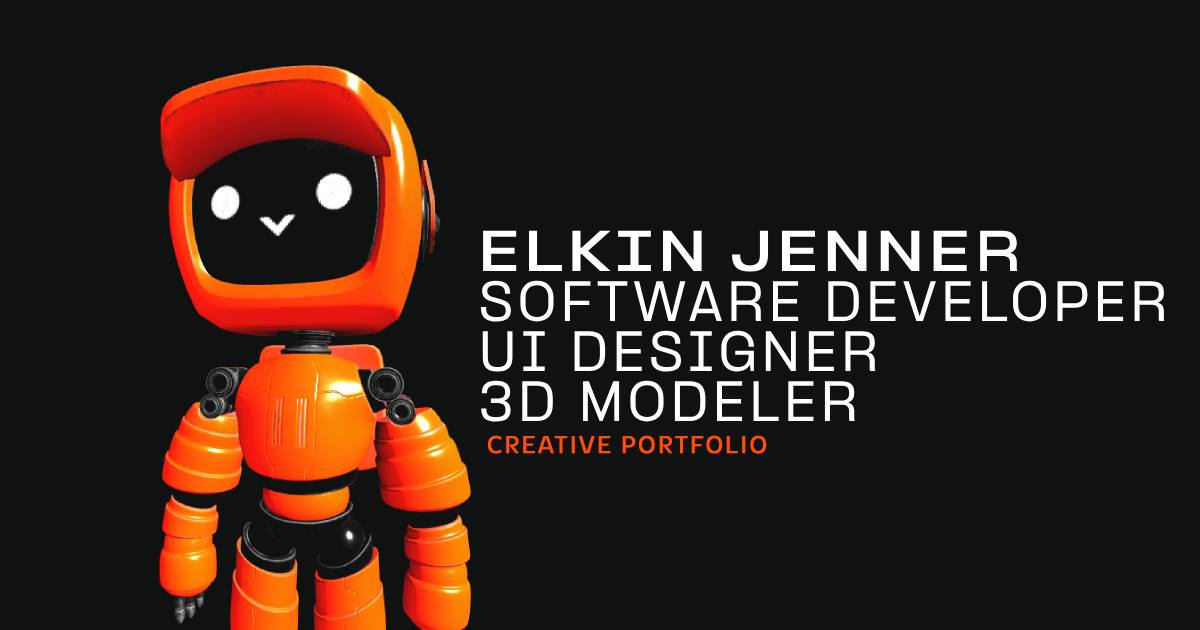 ELKIN JENNER
SOFTWARE DEVELOPER
UI DESIGNER
3D MODELER
CREATIVE PORTFOLIO